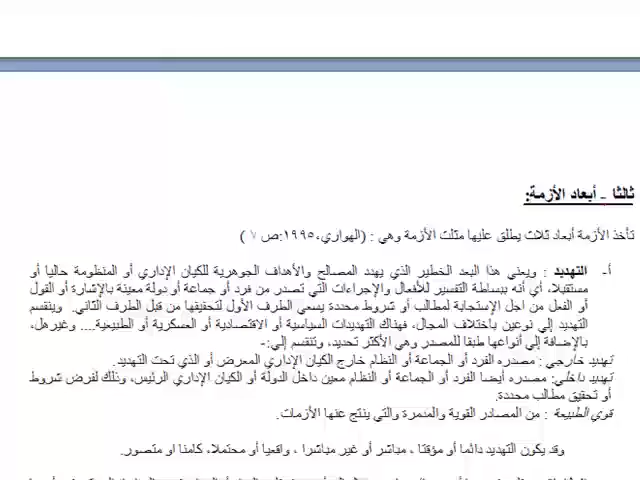 ثالثا - أبعاد الأزمة:
تأخذ الأزمة أبعاد ثلاث يطلق عليها مثلث الأزمة وهي : (الهواري،١٩٩٥:ص ٧ )
أ- التهديد : ويعني هذا البعد الخطير الذي يهدد المصالح والأهداف الجوهرية للكيان الإداري أو المنظومة حاليا أو
مستقبلا، أي أنه ببساطة التفسير للأفعال والإجراءات التي تصدر من فرد أو جماعة أو دولة معينة بالإشارة أو القول
أو الفعل من اجل الإستجابة لمطالب أو شروط محددة يسعي الطرف الأول لتحقيقها من قبل الطرف الثاني. وينقسم
التهديد إلي نوعين باختلاف المجال، فهناك التهديدات السياسية أو الاقتصادية أو العسكرية أو الطبيعية.... وغيرهل،
بالإضافة إلي أنواعها طبقا للمصدر وهي الأكثر تحديد، وتنقسم إلي:-
تهديد خارجي : مصدره الفرد أو الجماعة أو النظام خارج الكيان الإداري المعرض أو الذي تحت التهديد.
تهديد داخلي: مصدره أيضا الفرد أو الجماعة أو النظام معين داخل الدولة أو الكيان الإداري الرئيس، وذلك لفرض شروط
أو تحقيق مطالب محددة.
قوي الطبيعة : من المصادر القوية والمدمرة والتي ينتج عنها الأزمات.
وقد يكون التهديد دائما أو مؤقتا ، مباشر أو غير مباشرا ، واقعيا أو محتملا، كامنا او متصور.